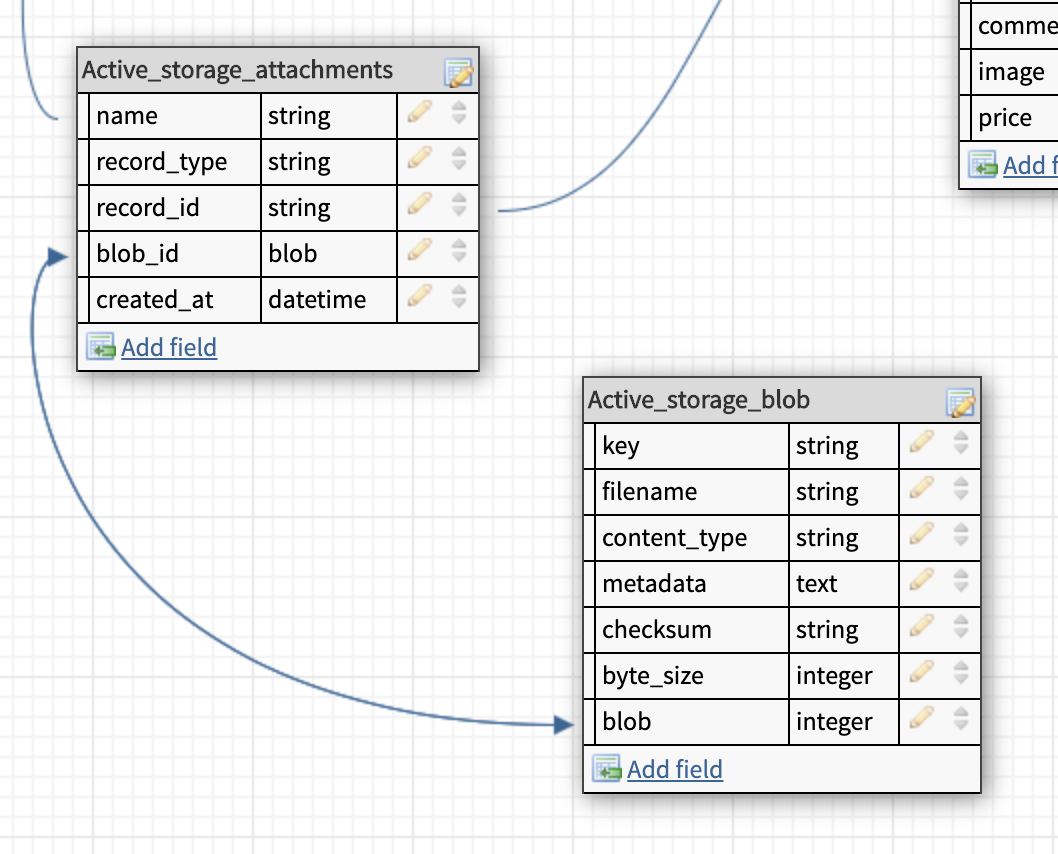 Active_storage_attachments
name string
record_type string
record_id string
blob_id blob
created_at datetime
Add field
image
price
Add
Active_storage_blob
key string
filename string
content_type string
metadata text
checksum string
byte_size integer
blob integer
Add field